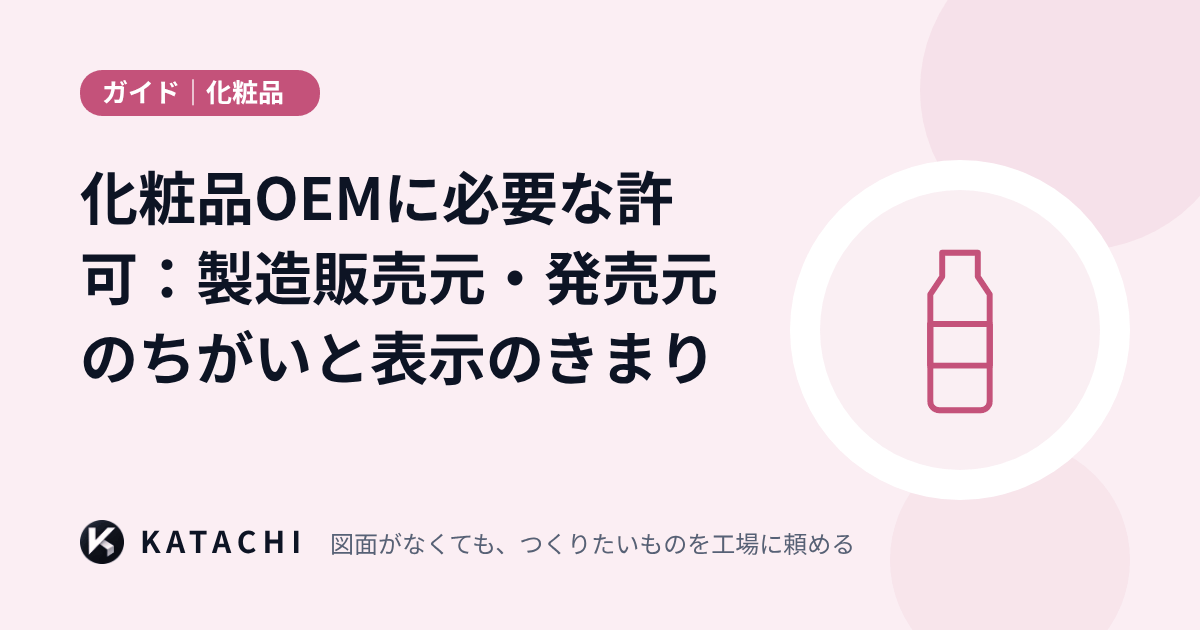 ガイド｜化粧品
化粧品OEMに必要な許
可：製造販売元・発売元
のちがいと表示のきまり
KATACHI 図面がなくても、つくりたいものを工場に頼める